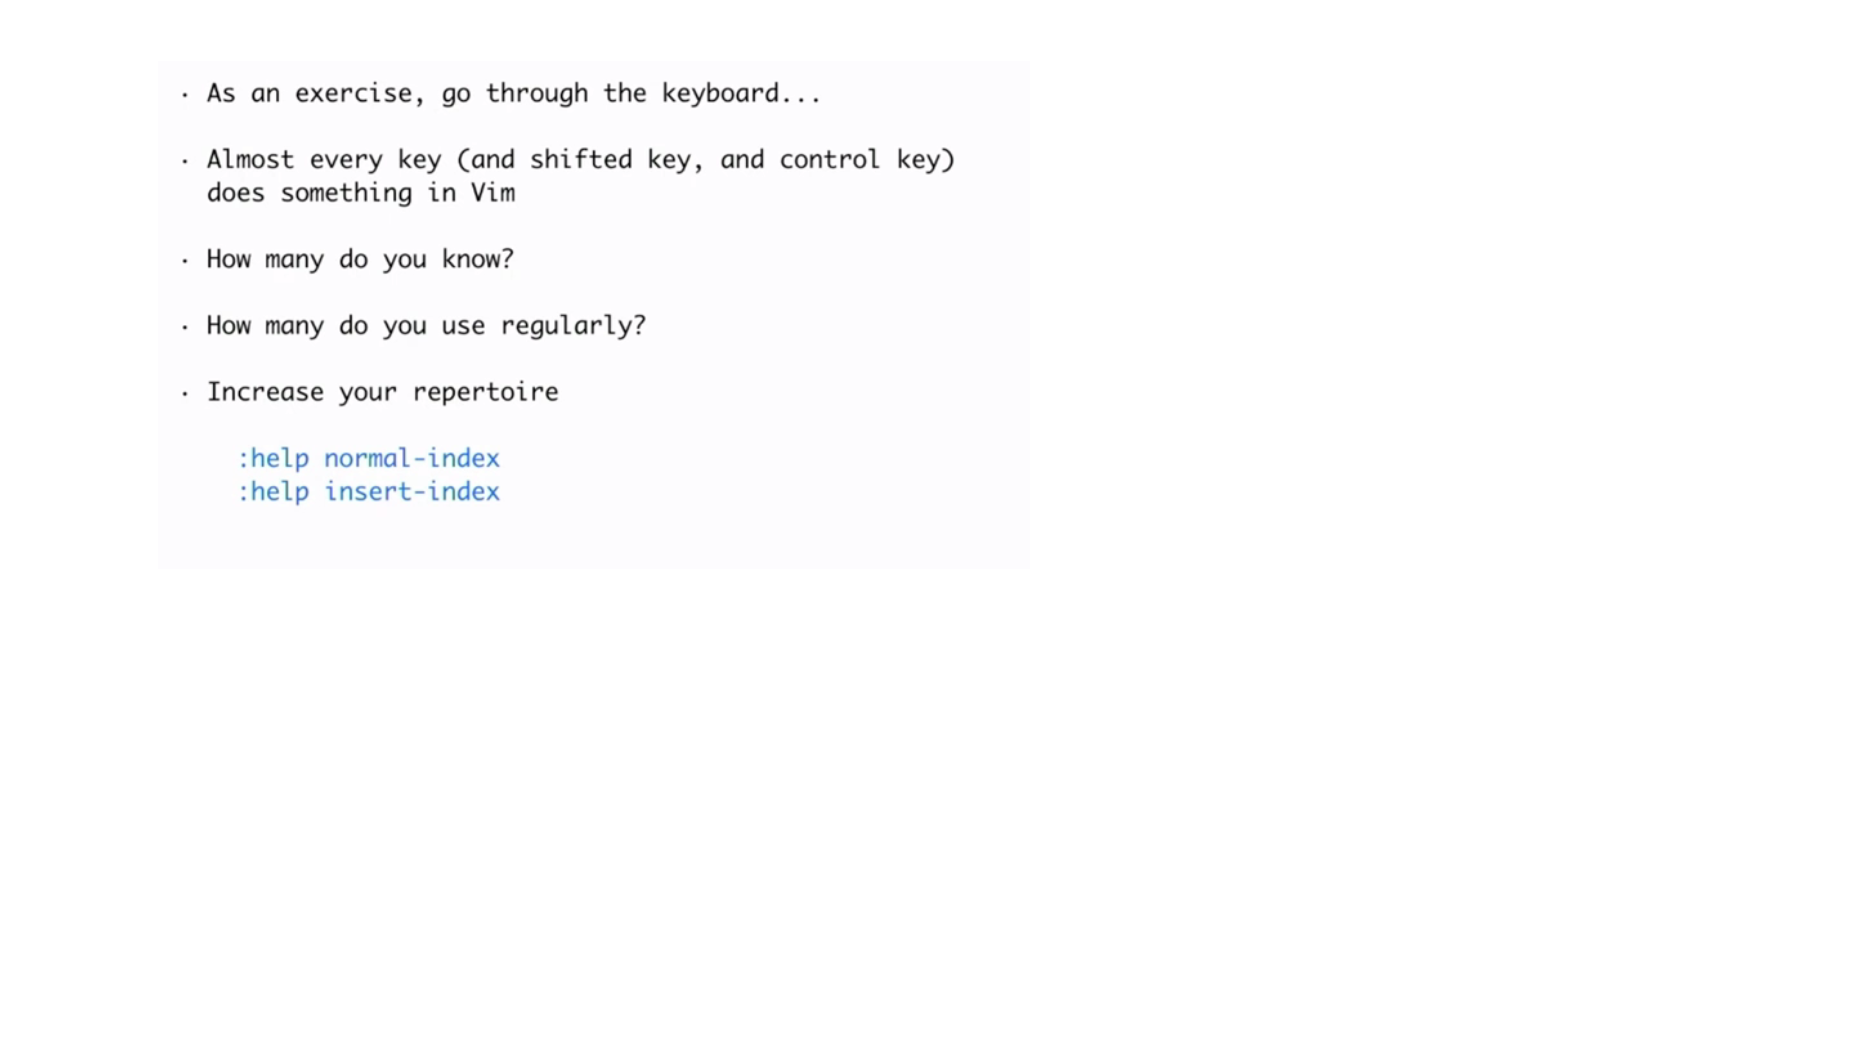 · As an exercise, go through the keyboard...
· Almost every key (and shifted key, and control key)
does something in Vim
· How many do you know?
· How many do you use regularly?
· Increase your repertoire
:help normal-index
:help insert-index